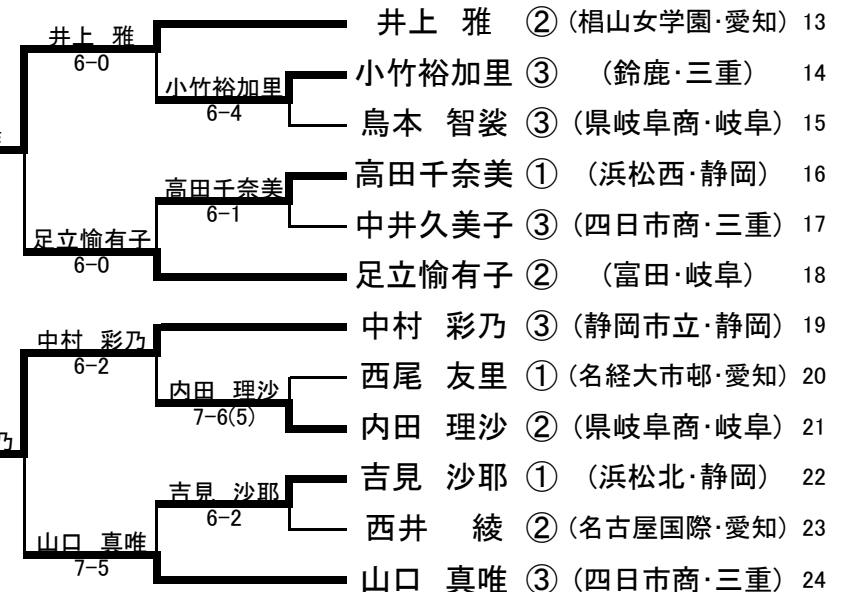 井上 雅 ② (椙山女学園・愛知) 13
井上 雅
6-0
小竹裕加里 ③ (鈴鹿・三重) 14
小竹裕加里
6-4
鳥本 智裟 ③ (県岐阜商・岐阜) 15
高田千奈美 ① (浜松西・静岡) 16
高田千奈美
6-1
中井久美子 ③ (四日市商・三重) 17
足立愉有子
6-0
足立愉有子 ② (富田・岐阜) 18
中村 彩乃 ③ (静岡市立・静岡) 19
中村 彩乃
6-2
西尾 友里 ① (名経大市邨・愛知) 20
内田 理沙
7-6(5)
内田 理沙 ② (県岐阜商・岐阜) 21
乃
吉見 沙耶 ① (浜松北・静岡) 22
吉見 沙耶
6-2
西井 綾 ② (名古屋国際・愛知) 23
山口 真唯
7-5
山口 真唯 ③ (四日市商・三重) 24